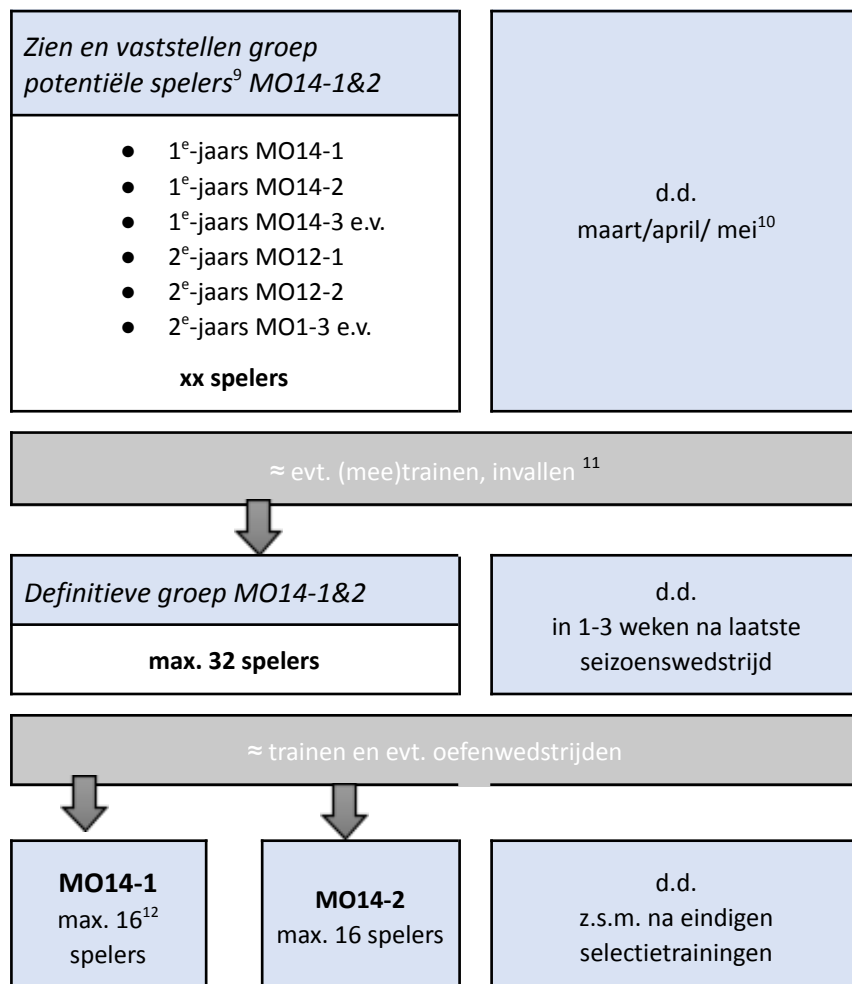 Zien en vaststellen groep
potentiële spelers⁹ MO14-1&2
● 1ᵉ-jaars MO14-1
● 1ᵉ-jaars MO14-2
● 1ᵉ-jaars MO14-3 e.v.
● 2ᵉ-jaars MO12-1
● 2ᵉ-jaars MO12-2
● 2ᵉ-jaars MO1-3 e.v.
xx spelers
d.d.
maart/april/ mei¹⁰
≈ evt. (mee)trainen, invallen ¹¹
Definitieve groep MO14-1&2
max. 32 spelers
d.d.
in 1-3 weken na laatste
seizoenswedstrijd
≈ trainen en evt. oefenwedstrijden
MO14-1
max. 16¹²
spelers
MO14-2
max. 16 spelers
d.d.
z.s.m. na eindigen
selectietrainingen